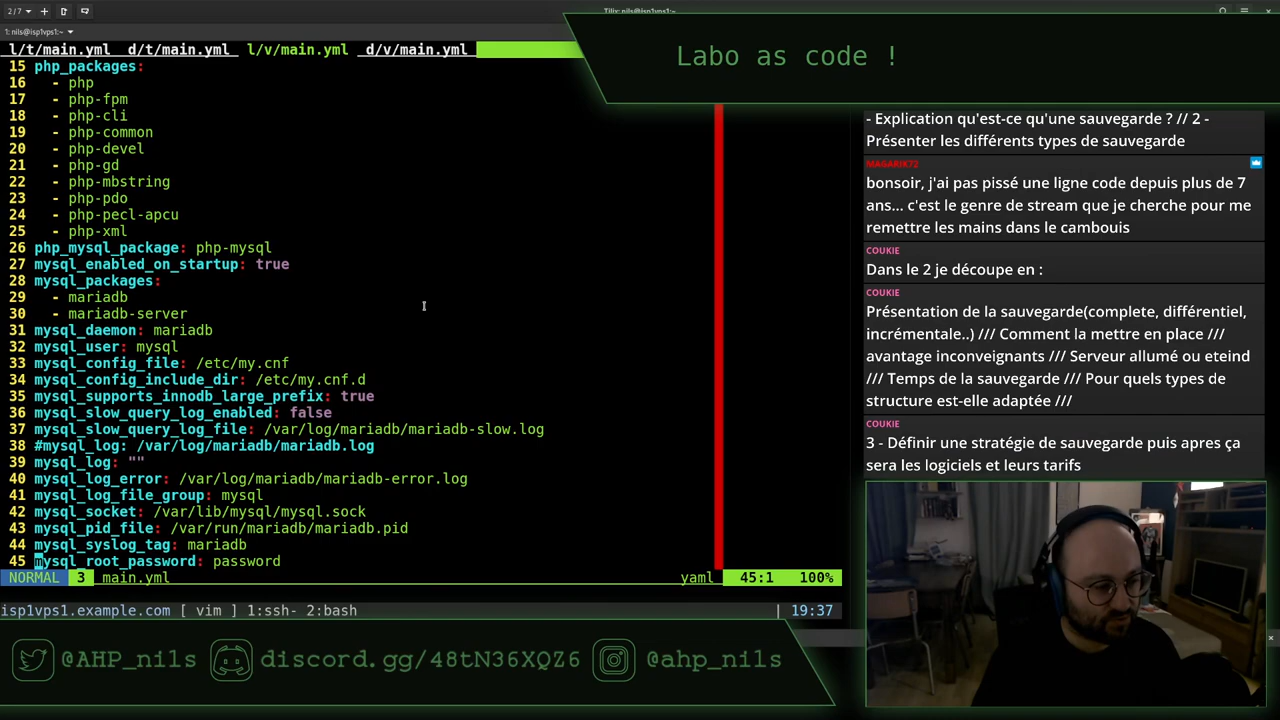 2/7
Tilix: nils@isp1vps1:~
1: nils@isp1vps1:~
l/t/main.yml d/t/main.yml l/v/main.yml d/v/main.yml
Labo as code !
15 php_packages:
16 - php
17 - php-fpm
18 - php-cli
19 - php-common
20 - php-devel
21 - php-gd
22 - php-mbstring
23 - php-pdo
24 - php-pecl-apcu
25 - php-xml
26 php_mysql_package: php-mysql
27 mysql_enabled_on_startup: true
28 mysql_packages:
29 - mariadb
30 - mariadb-server
31 mysql_daemon: mariadb
32 mysql_user: mysql
33 mysql_config_file: /etc/my.cnf
34 mysql_config_include_dir: /etc/my.cnf.d
35 mysql_supports_innodb_large_prefix: true
36 mysql_slow_query_log_enabled: false
37 mysql_slow_query_log_file: /var/log/mariadb/mariadb-slow.log
38 #mysql_log: /var/log/mariadb/mariadb.log
39 mysql_log: ""
40 mysql_log_error: /var/log/mariadb/mariadb-error.log
41 mysql_log_file_group: mysql
42 mysql_socket: /var/lib/mysql/mysql.sock
43 mysql_pid_file: /var/run/mariadb/mariadb.pid
44 mysql_syslog_tag: mariadb
45 mysql_root_password: password
NORMAL 3 main.yml yaml 45:1 100%
isp1vps1.example.com [ vim ] 1:ssh- 2:bash | 19:37
- Explication qu'est-ce qu'une sauvegarde ? // 2 -
Présenter les différents types de sauvegarde
MAGARIK72
bonsoir, j'ai pas pissé une ligne code depuis plus de 7
ans... c'est le genre de stream que je cherche pour me
remettre les mains dans le cambouis
COUKIE
Dans le 2 je découpe en :
COUKIE
Présentation de la sauvegarde(complete, différentiel,
incrémentale..) /// Comment la mettre en place ///
avantage inconveignants /// Serveur allumé ou eteind
/// Temps de la sauvegarde /// Pour quels types de
structure est-elle adaptée ///
COUKIE
3 - Définir une stratégie de sauvegarde puis apres ça
sera les logiciels et leurs tarifs
@AHP_nils discord.gg/48tN36XQZ6 @ahp_nils